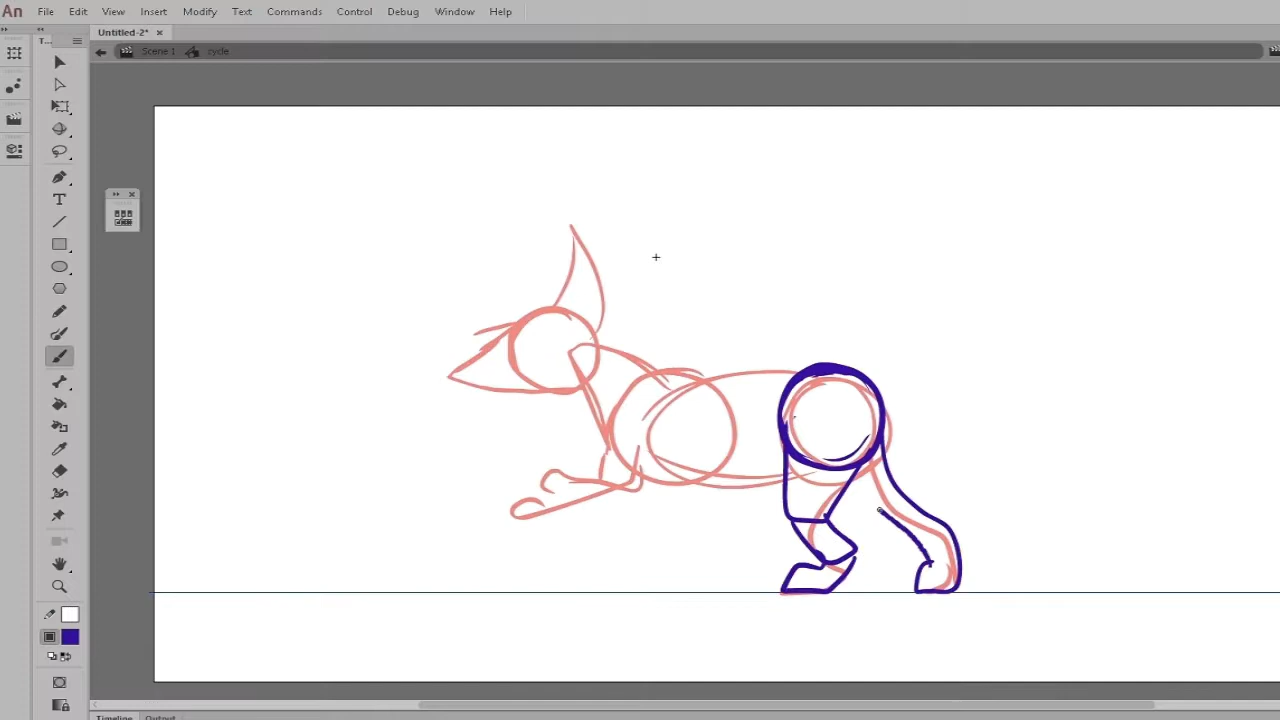 An File Edit View Insert Modify Text Commands Control Debug Window Help
T...
Untitled-2*
Scene 1 cycle
T
Timeline Output